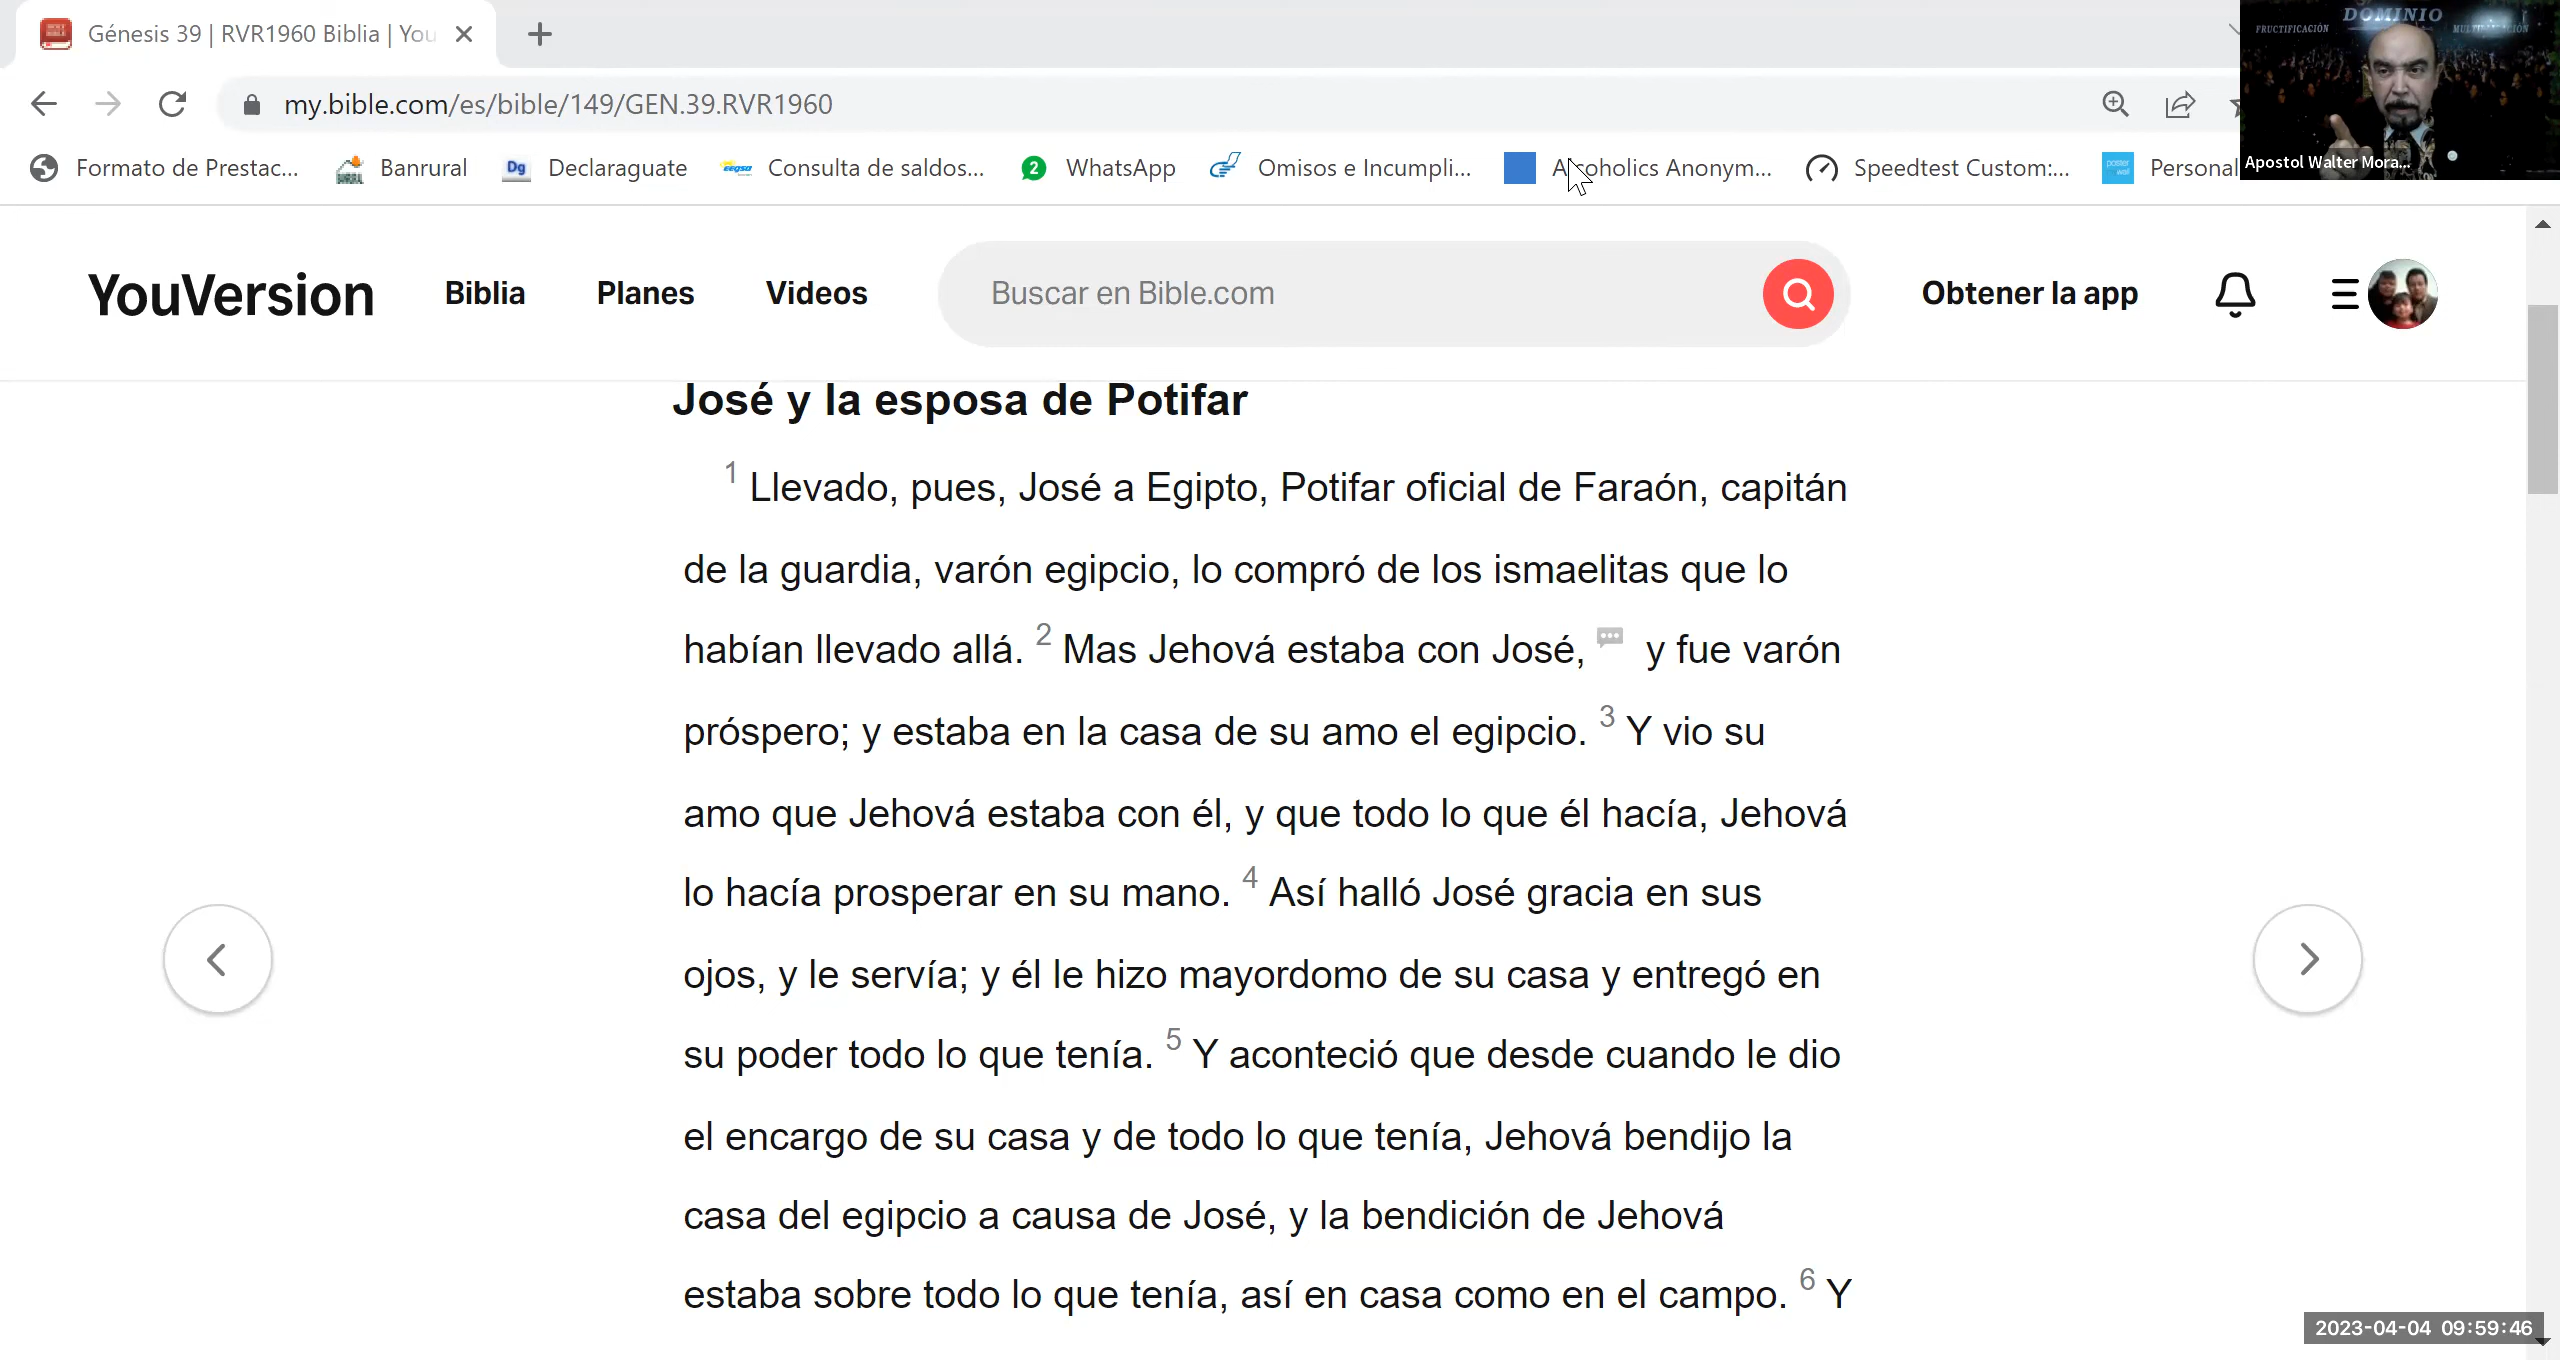 Génesis 39 | RVR1960 Biblia | You
DOMINIO
FRUCTIFICACIÓN
my.bible.com/es/bible/149/GEN.39.RVR1960
Apostol Walter Mora...
Formato de Prestac...
Banrural
Dg Declaraguate
eegsa Consulta de saldos...
2 WhatsApp
Omisos e Incumpli...
Anonym...
Speedtest Custom:...
Personal
YouVersion
Biblia
Planes
Videos
Buscar en Bible.com
Obtener la app
José y la esposa de Potifar
1 Llevado, pues, José a Egipto, Potifar oficial de Faraón, capitán
de la guardia, varón egipcio, lo compró de los ismaelitas que lo
habían llevado allá. 2 Mas Jehová estaba con José, y fue varón
próspero; y estaba en la casa de su amo el egipcio. 3 Y vio su
amo que Jehová estaba con él, y que todo lo que él hacía, Jehová
lo hacía prosperar en su mano. 4 Así halló José gracia en sus
ojos, y le servía; y él le hizo mayordomo de su casa y entregó en
su poder todo lo que tenía. 5 Y aconteció que desde cuando le dio
el encargo de su casa y de todo lo que tenía, Jehová bendijo la
casa del egipcio a causa de José, y la bendición de Jehová
estaba sobre todo lo que tenía, así en casa como en el campo. 6 Y
2023-04-04 09:59:46